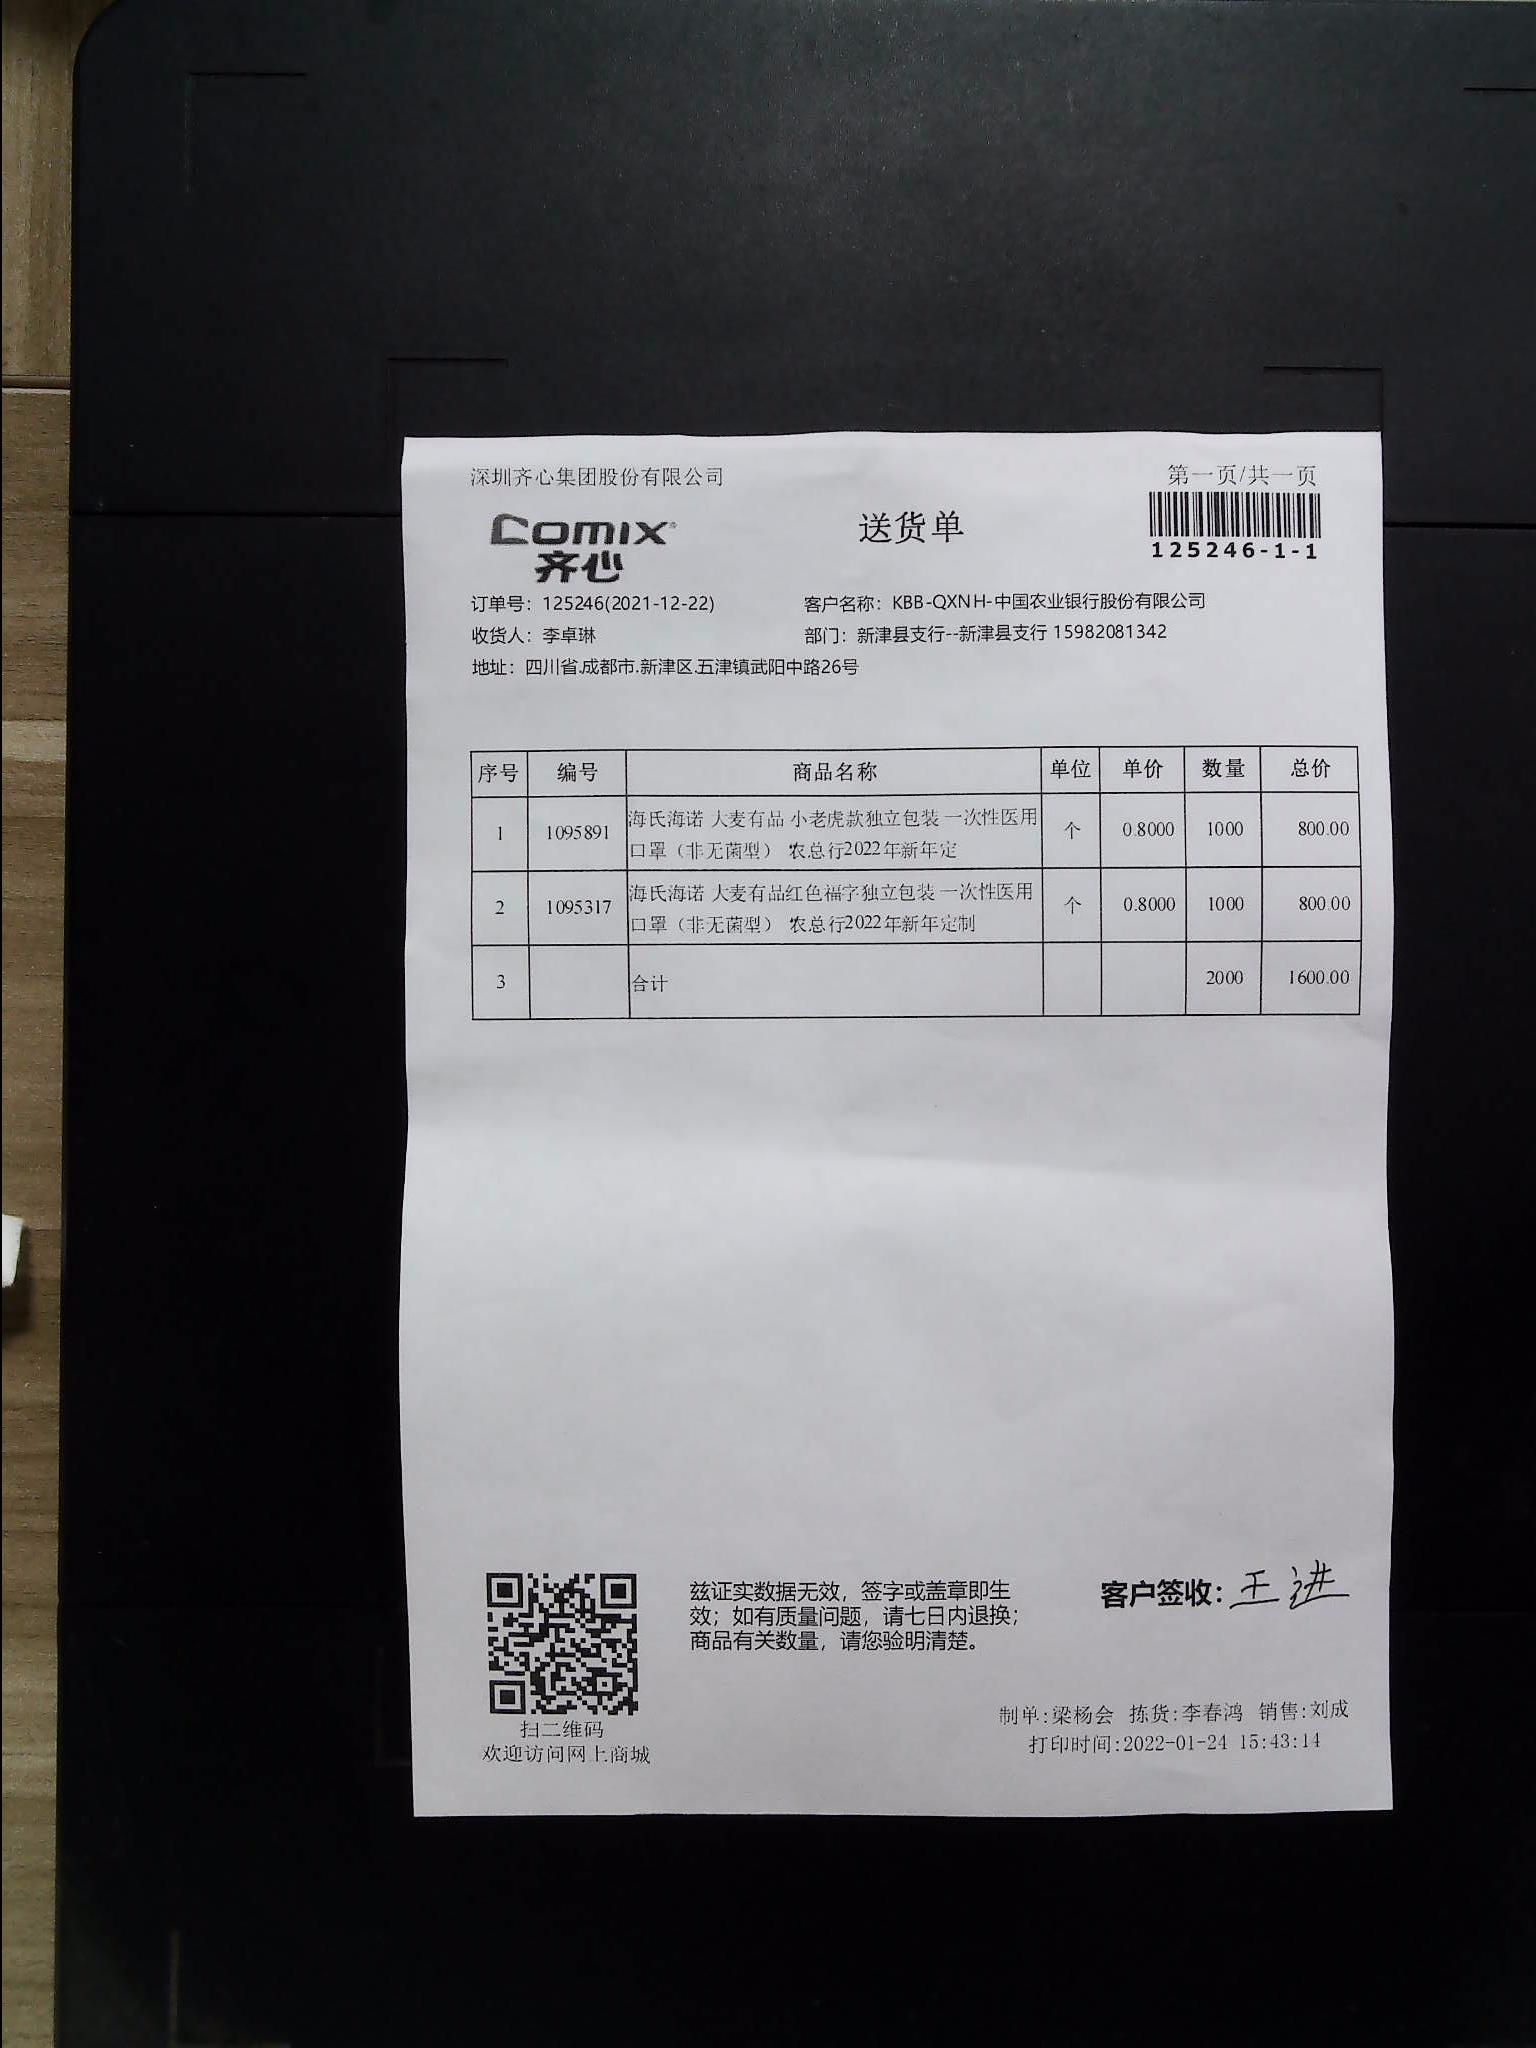 深圳齐心集团股份有限公司
第一页/共一页
comix
齐心
送货单
125246-1-1
订单号：125246(2021-12-22)
客户名称：KBB-QXNH-中国农业银行股份有限公司
收货人：李卓琳
部门：新津县支行--新津县支行 15982081342
地址：四川省.成都市.新津区.五津镇武阳中路26号
序号 编号 商品名称 单位 单价 数量 总价
1 1095891 海氏海诺 大麦有品 小老虎款独立包装 一次性医用 个 0.8000 1000 800.00
口罩（非无菌型） 农总行2022年新年定
2 1095317 海氏海诺 大麦有品红色福字独立包装 一次性医用 个 0.8000 1000 800.00
口罩（非无菌型） 农总行2022年新年定制
3 合计 2000 1600.00
兹证实数据无效，签字或盖章即生
效；如有质量问题，请七日内退换；
商品有关数量，请您验明清楚。
客户签收：王进
扫二维码
欢迎访问网上商城
制单:梁杨会 拣货:李春鸿 销售:刘成
打印时间:2022-01-24 15:43:14